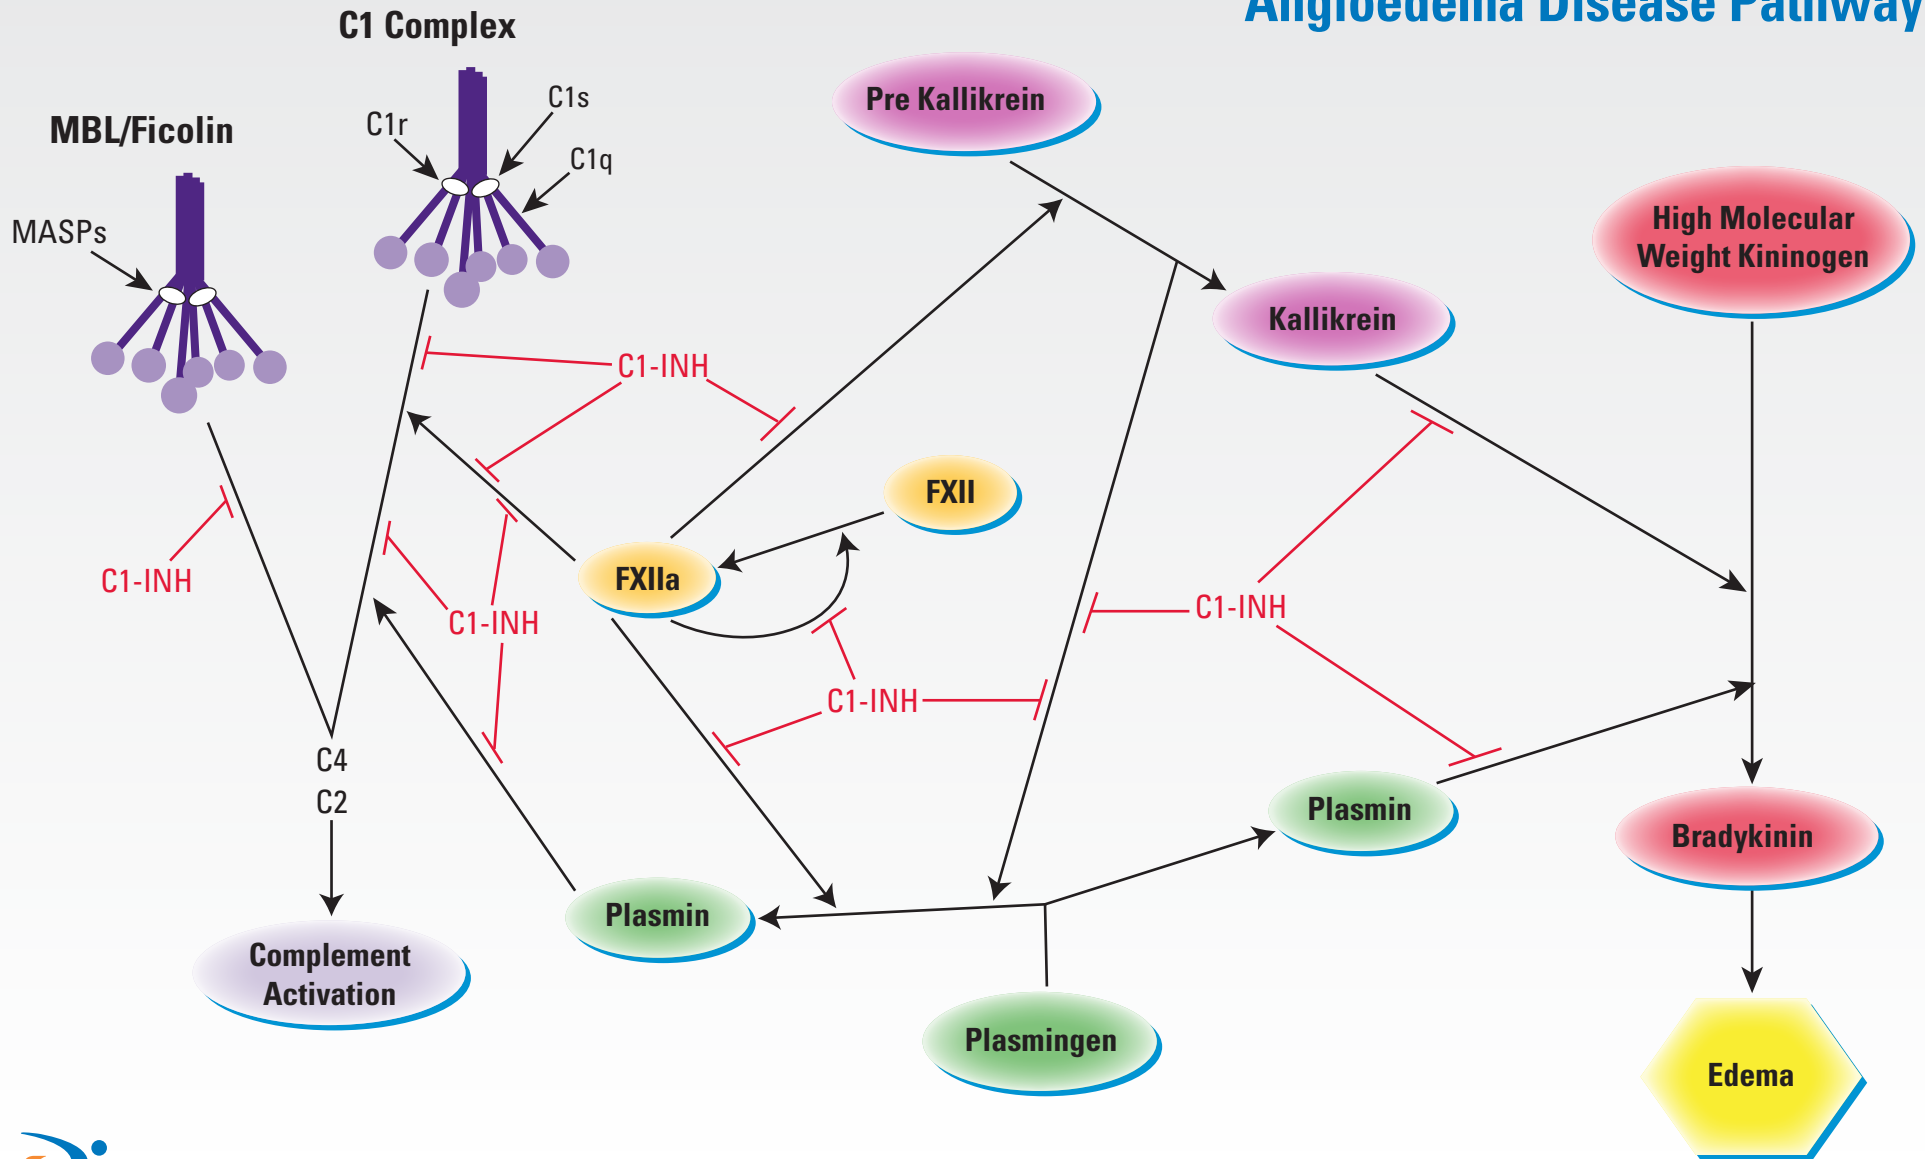 Angioedema Disease Pathway
C1 Complex
C1s
C1r
C1q
MBL/Ficolin
MASPs
Pre Kallikrein
High Molecular
Weight Kininogen
Kallikrein
C1-INH
FXII
FXIIa
C1-INH
C1-INH
C1-INH
C1-INH
C4
C2
Plasmin
Bradykinin
Plasmin
Complement
Activation
Plasmingen
Edema